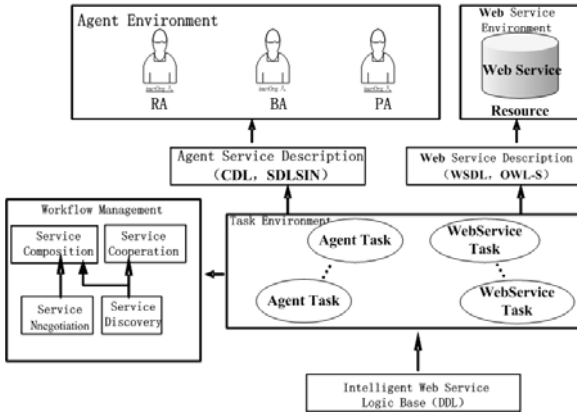 Agent Environment
RA
BA
PA
Web Service
Environment
Web Service
Resource
Agent Service Description
（CDL, SDLSIN）
Web Service Description
(WSDL, OWL-S)
Workflow Management
Service
Composition
Service
Cooperation
Service
Nncgotiation
Service
Discovery
Task Environment
Agent Task
WebService
Task
Agent Task
WebService
Task
Intelligent Web Service
Logic Base (DDL)